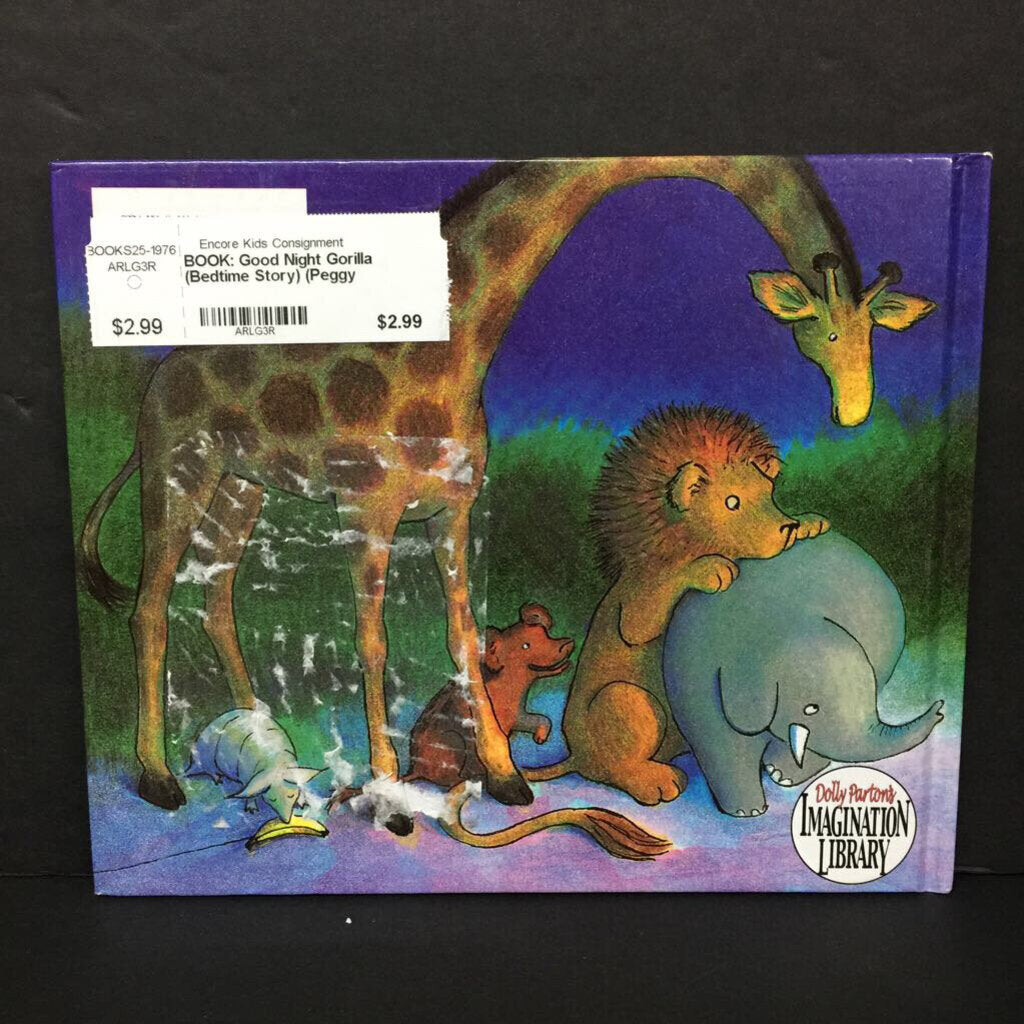 Encore Kids Consignment
BOOKS25-1976
BOOK: Good Night Gorilla
ARLG3R
(Bedtime Story) (Peggy
$2.99
ARLG3R
$2.99
Dolly Parton's
IMAGINATION
LIBRARY